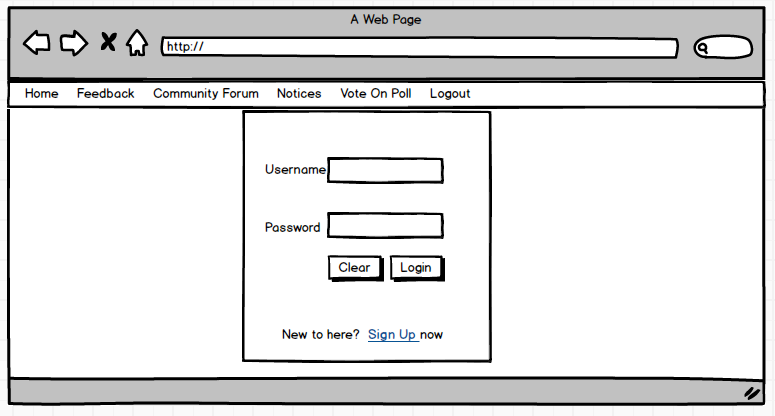 A Web Page
http://
Home Feedback Community Forum Notices Vote On Poll Logout
Username
Password
Clear Login
New to here? Sign Up now